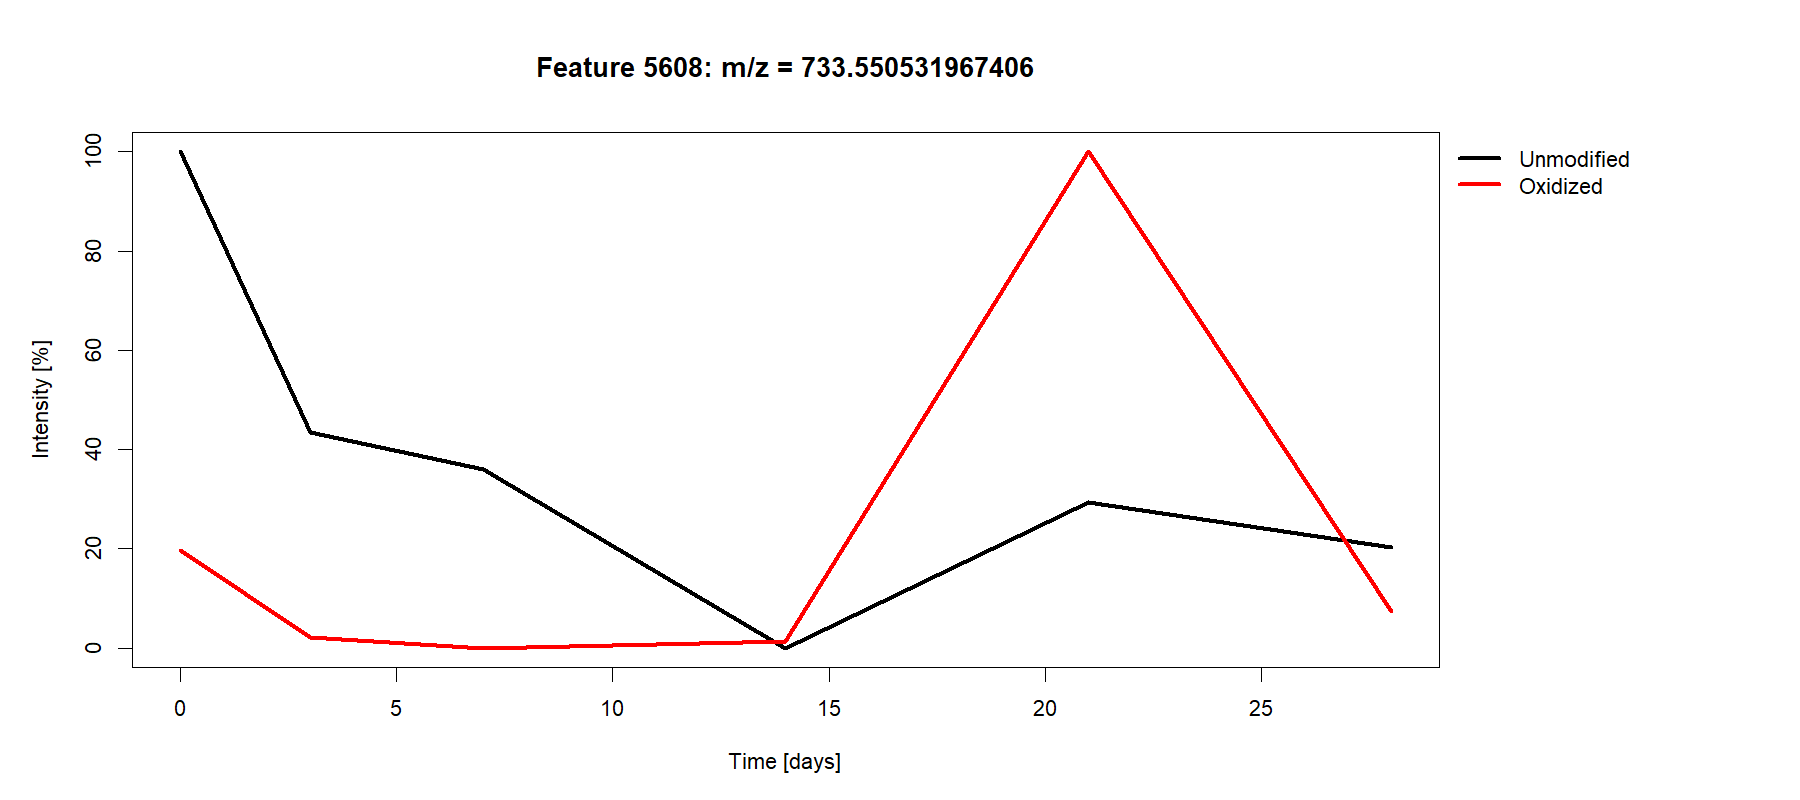 Feature 5608: m/z = 733.550531967406
Unmodified
Oxidized
Intensity [%]
100
80
60
40
20
0
0 5 10 15 20 25
Time [days]